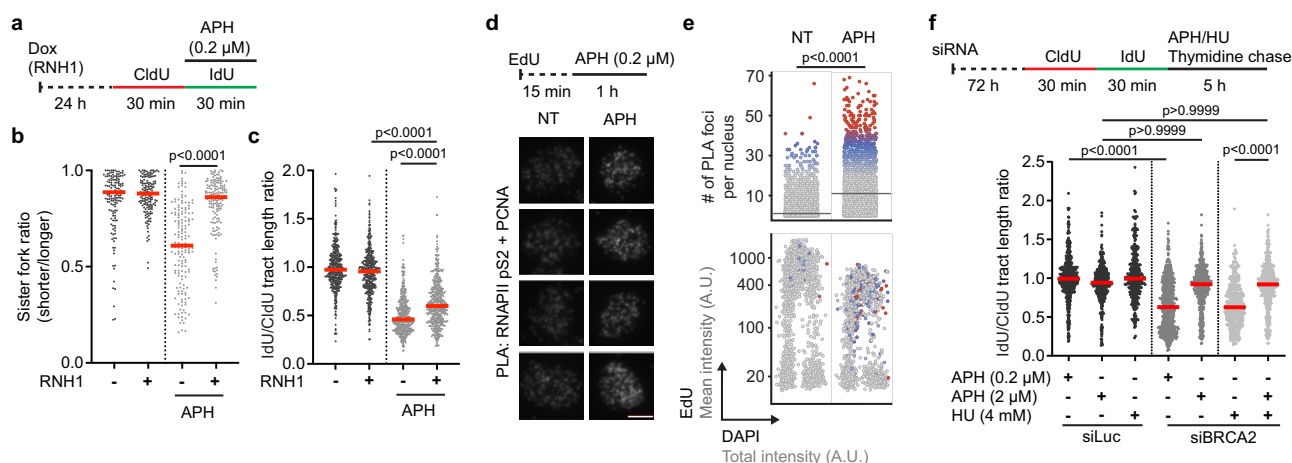 a
Dox
(RNH1)
APH
(0.2 µM)
CldU
IdU
24 h
30 min
30 min
b
Sister fork ratio
(shorter/longer)
1.0
0.5
1.0
RNH1
-
+
-
+
APH
c
p<0.0001
p<0.0001
IdU/CldU tract length ratio
2.0
1.5
1.0
0.5
0.0
RNH1
-
+
-
+
APH
p<0.0001
d
EdU
APH (0.2 µM)
15 min
1 h
NT
APH
PLA: RNAPII pS2 + PCNA
e
NT
APH
p<0.0001
# of PLA foci
per nucleus
70
50
30
10
1000
400
100
20
EdU
Mean intensity (A.U.)
DAPI
Total intensity (A.U.)
f
siRNA
CldU
IdU
APH/HU
Thymidine chase
72 h
30 min
30 min
5 h
p>0.9999
p>0.9999
p<0.0001
p<0.0001
IdU/CldU tract length ratio
2.5
2.0
1.5
1.0
0.5
0.0
APH (0.2 µM) + - - + - - -
APH (2 µM) - + - - + - +
HU (4 mM) - - + - - + +
siLuc
siBRCA2